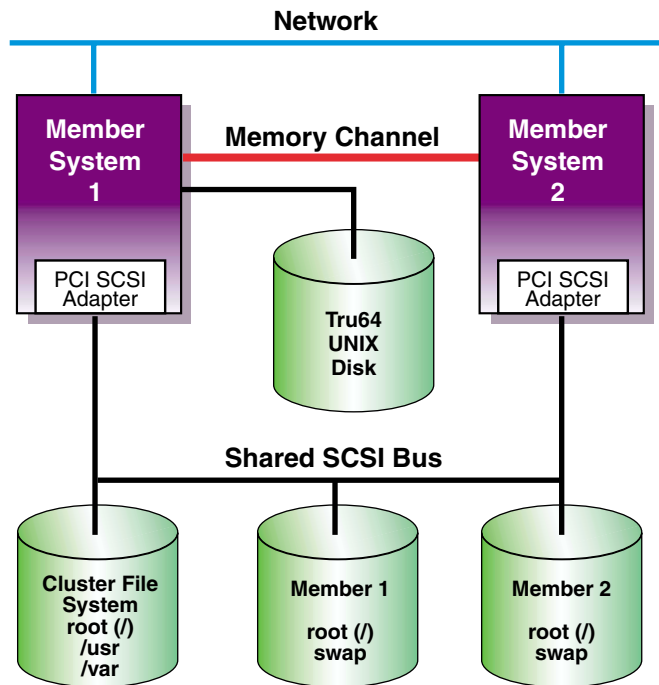 Network
Member
System
1
Memory Channel
Member
System
2
PCI SCSI
Adapter
PCI SCSI
Adapter
Tru64
UNIX
Disk
Shared SCSI Bus
Cluster File
System
root (/)
/usr
/var
Member 1
root (/)
swap
Member 2
root (/)
swap